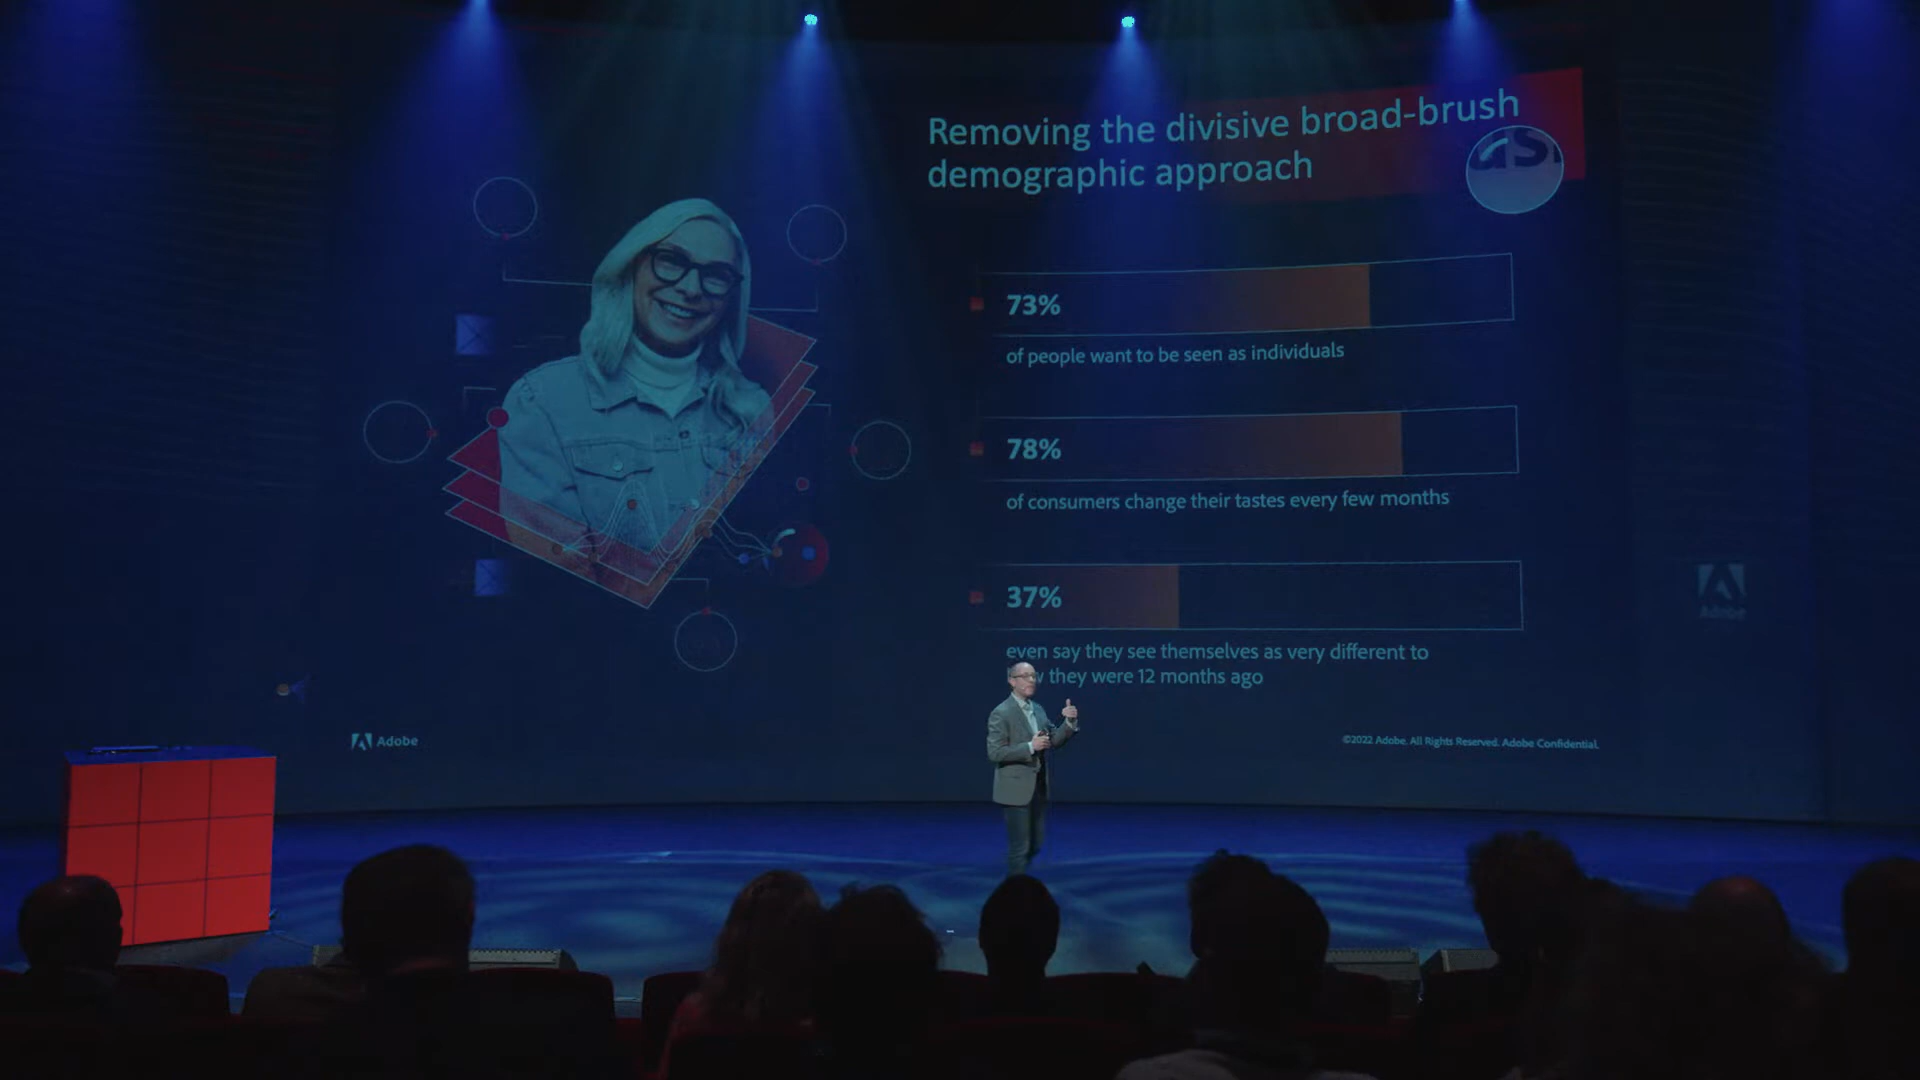 Removing the divisive broad-brush
demographic approach
73%
of people want to be seen as individuals
78%
of consumers change their tastes every few months
37%
even say they see themselves as very different to
they were 12 months ago
Adobe
©2022 Adobe. All Rights Reserved. Adobe Confidential.
Adobe